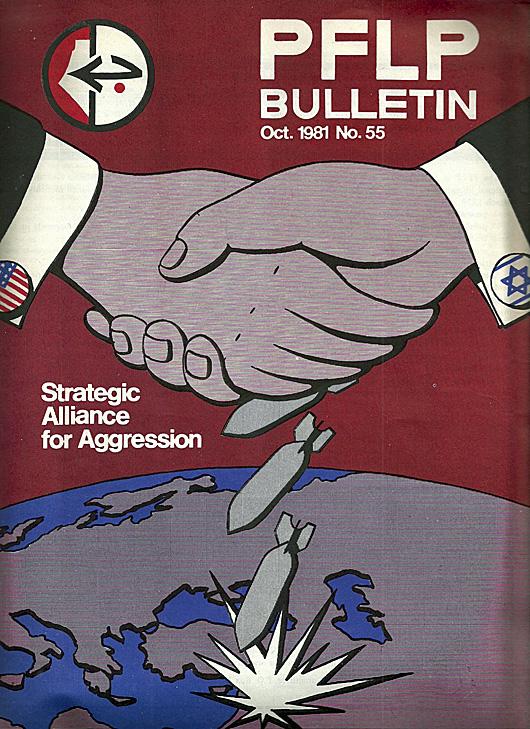 PFLP
BULLETIN
Oct. 1981 No. 55
Strategic
Alliance
for Aggression